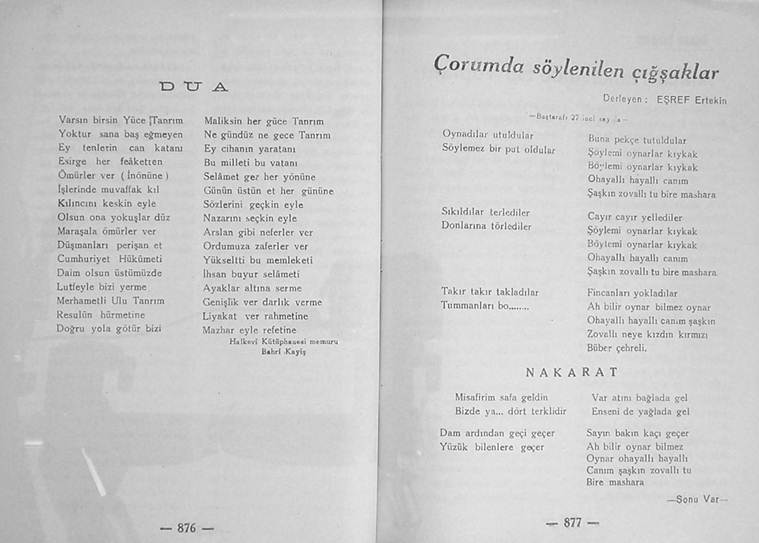 DUA
Varsın birsin Yüce Tanrım
Yoktur sana baş eğmeyen
Ey tenlerin can katanı
Esirge her felâketten
Ömürler ver ( İnönüne )
İşlerinde muvaffak kıl
Kılıncını keskin eyle
Olsun ona yokuşlar düz
Maraşala ömürler ver
Düşmanları perişan et
Cumhuriyet Hükûmeti
Daim olsun üstümüzde
Lutfeyle bizi yerme
Merhametli Ulu Tanrım
Resulün hürmetine
Doğru yola götür bizi
Maliksin her güce Tanrım
Ne gündüz ne gece Tanrım
Ey cihanın yaratanı
Bu milleti bu vatanı
Selâmet ger her yönüne
Günün üstün et her gününe
Sözlerini geçkin eyle
Nazarını seçkin eyle
Arslan gibi neferler ver
Ordumuza zaferler ver
Yükseltti bu memleketi
İhsan buyur selâmeti
Ayaklar altına serme
Genişlik ver darlık verme
Liyakat ver rahmetine
Mazhar eyle refetine
Halkevi Kütüphanesi memuru
Bahri Kayiş
— 876 —
Çorumda söylenilen çığşaklar
Derleyen : EŞREF Ertekin
—Baştarafı 27 inci sayıda—
Oynadılar utuldular
Söylemez bir put oldular
Buna pekçe tutuldular
Şöylemi oynarlar kıykak
Böylemi oynarlar kıykak
Ohayallı hayallı canım
Şaşkın zovallı tu bire mashara
Sıkıldılar terlediler
Donlarına törlediler
Cayır cayır yellediler
Şöylemi oynarlar kıykak
Böylemi oynarlar kıykak
Ohayallı hayallı canım
Şaşkın zovallı tu bire mashara
Takır takır takladılar
Tummanları bo........
Fincanları yokladılar
Ah bilir oynar bilmez oynar
Ohayallı hayallı canım şaşkın
Zovallı neye kızdın kırmızı
Büber çehreli.
NAKARAT
Misafirim safa geldin
Bizde ya... dört terklidir
Var atını bağlada gel
Enseni de yağlada gel
Dam ardından geçi geçer
Yüzük bilenlere geçer
Sayın bakın kaçı geçer
Ah bilir oynar bilmez
Oynar ohayallı hayallı
Canım şaşkın zovallı tu
Bire mashara
—Sonu Var—
— 877 —